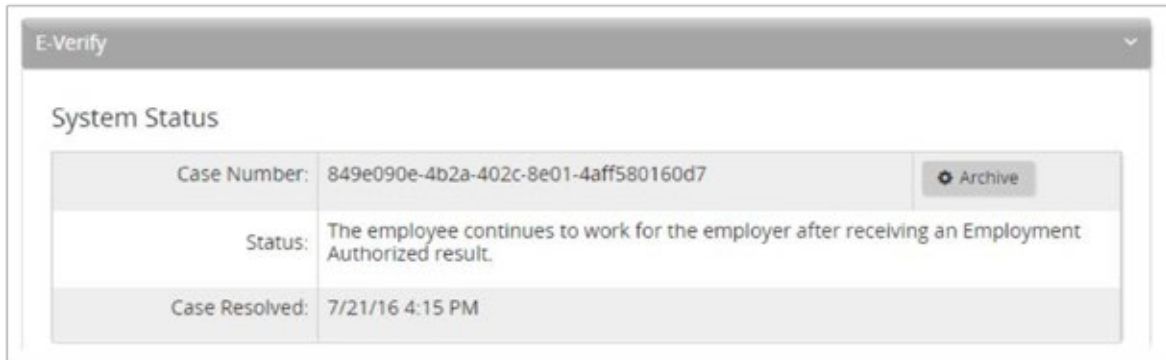 E-Verify
System Status
Case Number: 849e090e-4b2a-402c-8e01-4aff580160d7 Archive
Status: The employee continues to work for the employer after receiving an Employment
Authorized result.
Case Resolved: 7/21/16 4:15 PM